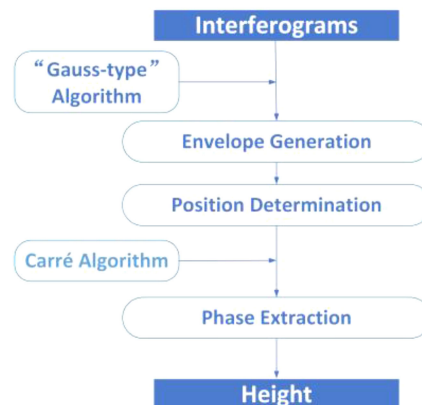 Interferograms
“Gauss-type”
Algorithm
Envelope Generation
Position Determination
Carré Algorithm
Phase Extraction
Height